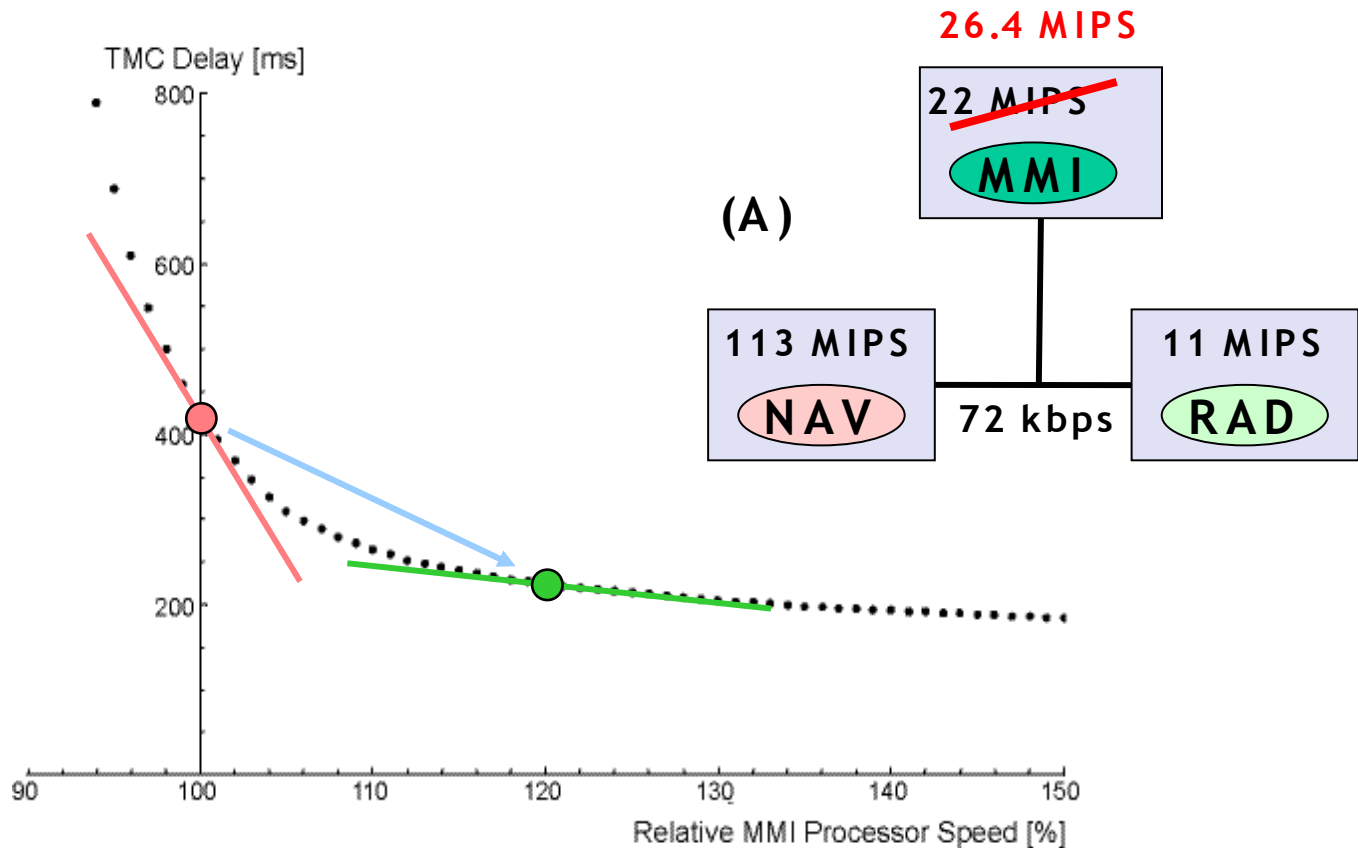 26.4 MIPS
TMC Delay [ms]
22 MIPS
MMI
(A)
113 MIPS
NAV
72 kbps
11 MIPS
RAD
800
600
400
200
90 100 110 120 130 140 150
Relative MMI Processor Speed [%]